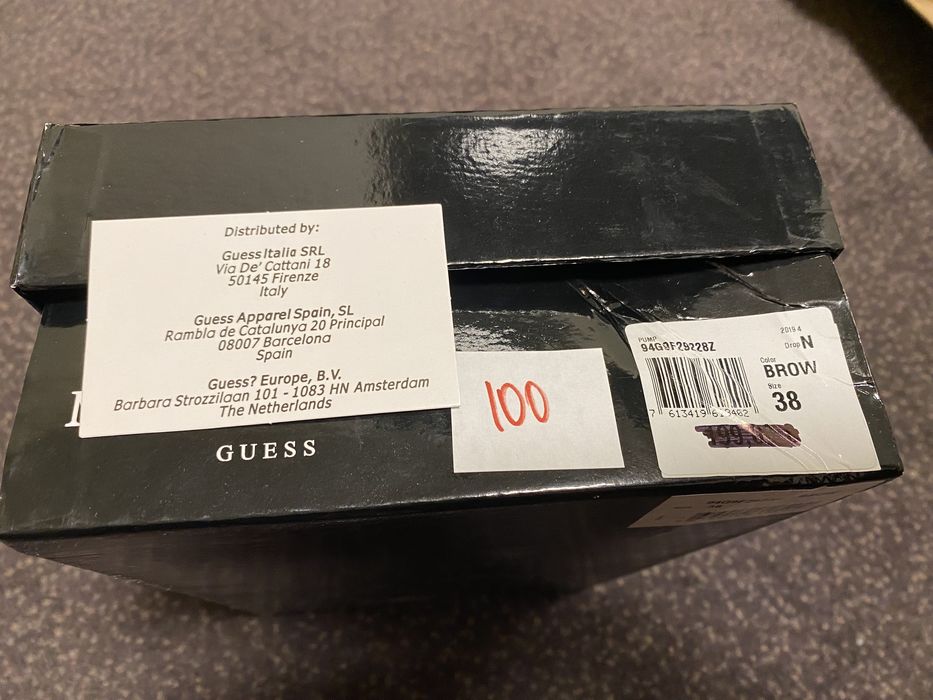 Distributed by:
Guess Italia SRL
Via De' Cattani 18
50145 Firenze
Italy
Guess Apparel Spain, SL
Rambla de Catalunya 20 Principal
08007 Barcelona
Spain
Guess? Europe, B.V.
Barbara Strozzilaan 101 - 1083 HN Amsterdam
The Netherlands
GUESS
100
PUMP
2019 4
Drop N
Color
BROW
Size
38